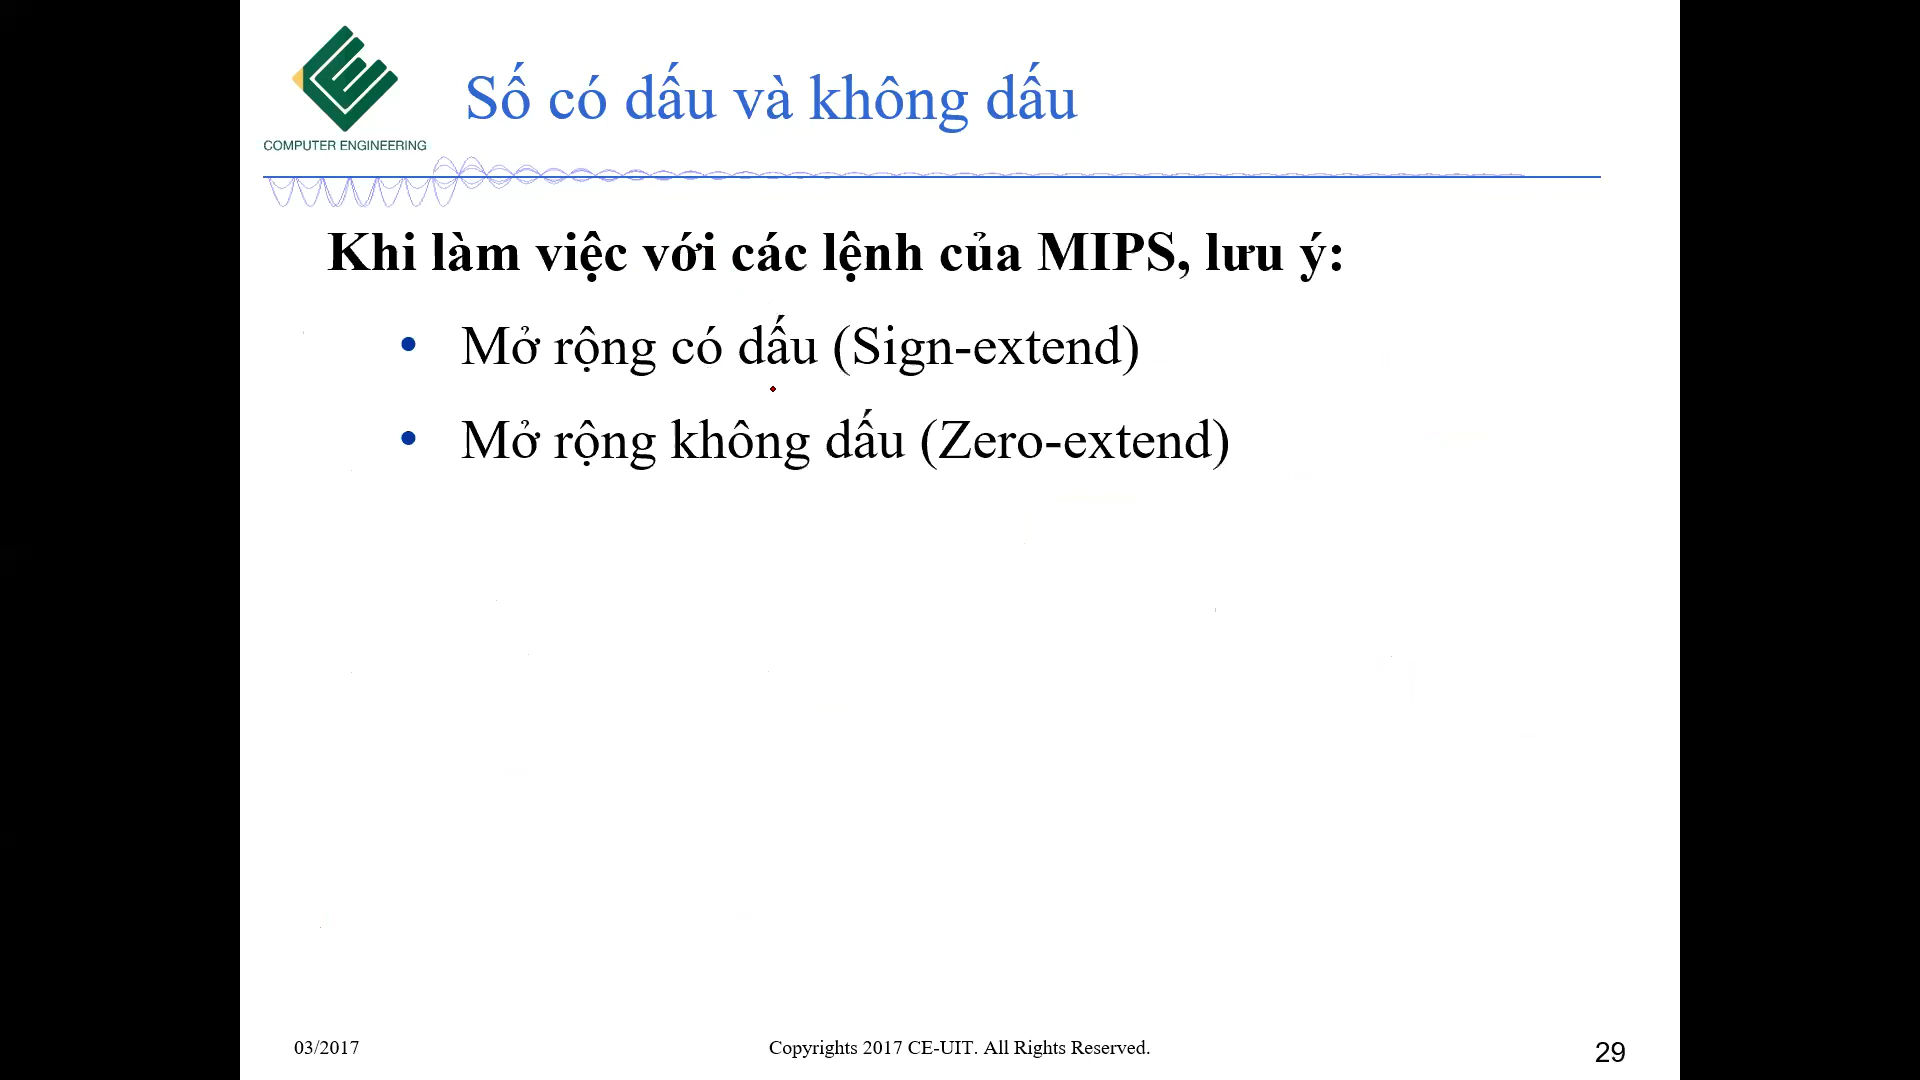 COMPUTER ENGINEERING
Số có dấu và không dấu
Khi làm việc với các lệnh của MIPS, lưu ý:
• Mở rộng có dấu (Sign-extend)
• Mở rộng không dấu (Zero-extend)
03/2017
Copyrights 2017 CE-UIT. All Rights Reserved.
29